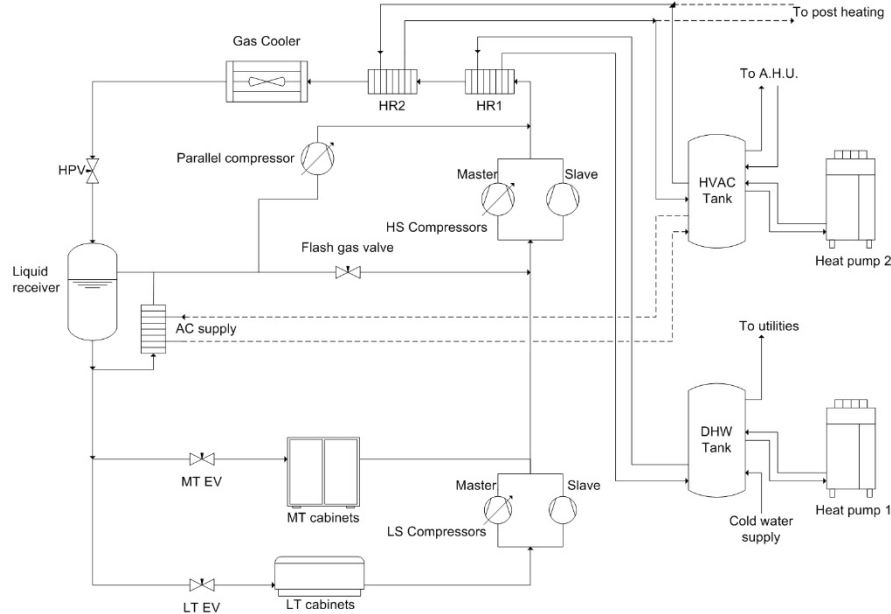 To post heating
Gas Cooler
To A.H.U.
HR2
HR1
Parallel compressor
HPV
Master
Slave
HVAC
Tank
HS Compressors
Flash gas valve
Heat pump 2
Liquid
receiver
AC supply
To utilities
DHW
Tank
MT EV
MT cabinets
Master
Slave
LS Compressors
Heat pump 1
Cold water
supply
LT EV
LT cabinets